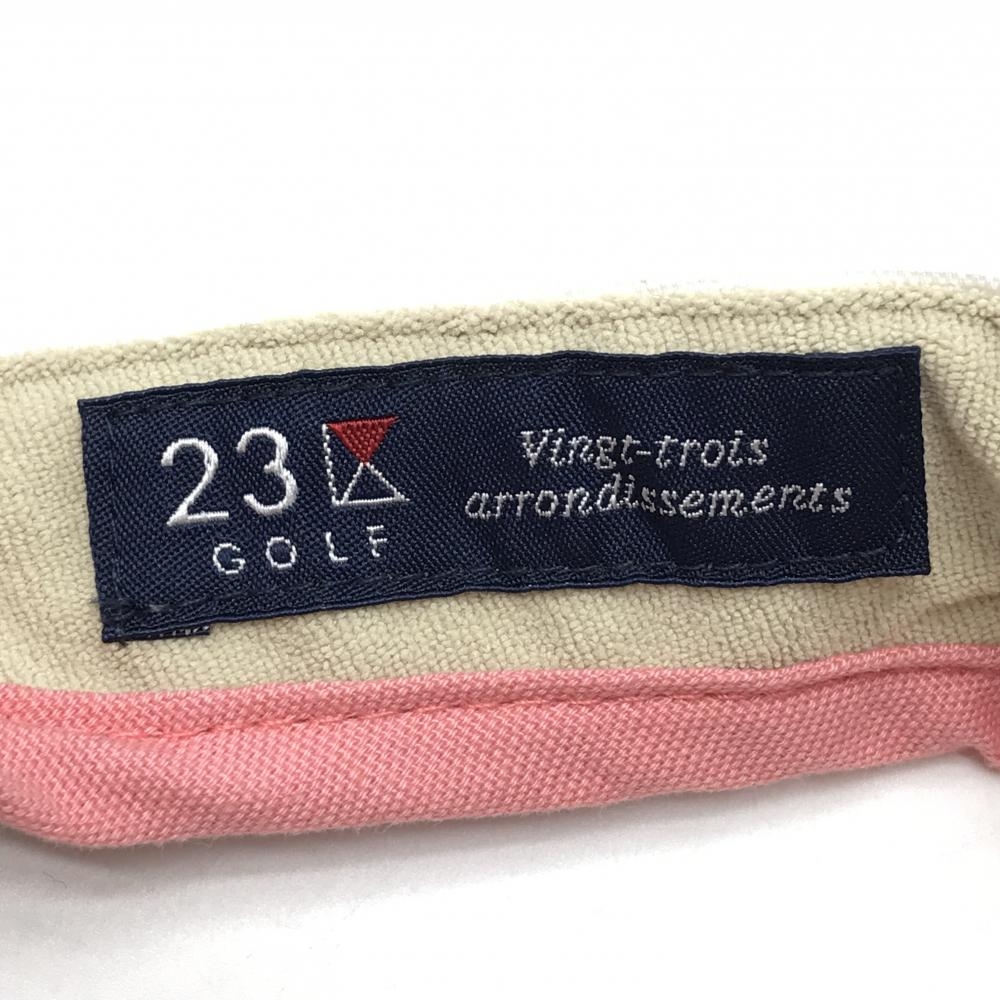 23
GOLF
Vingt-trois
arrondissements